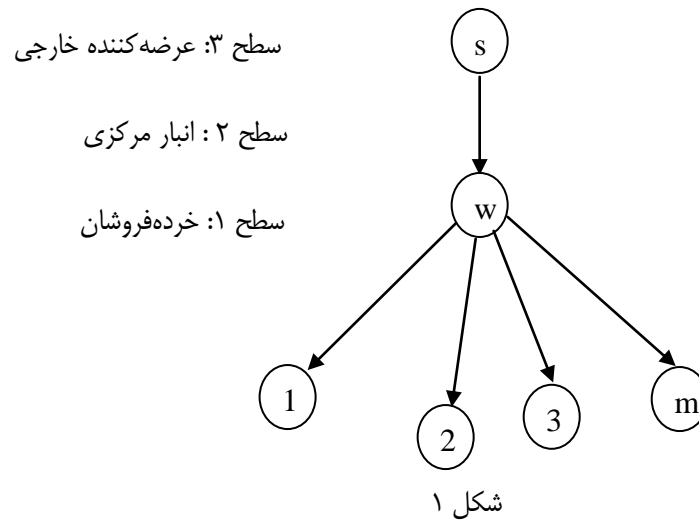 سطح ۳: عرضه‌کننده خارجی
s
سطح ۲ : انبار مرکزی
w
سطح ۱: خرده‌فروشان
1
2
3
m
شکل ۱